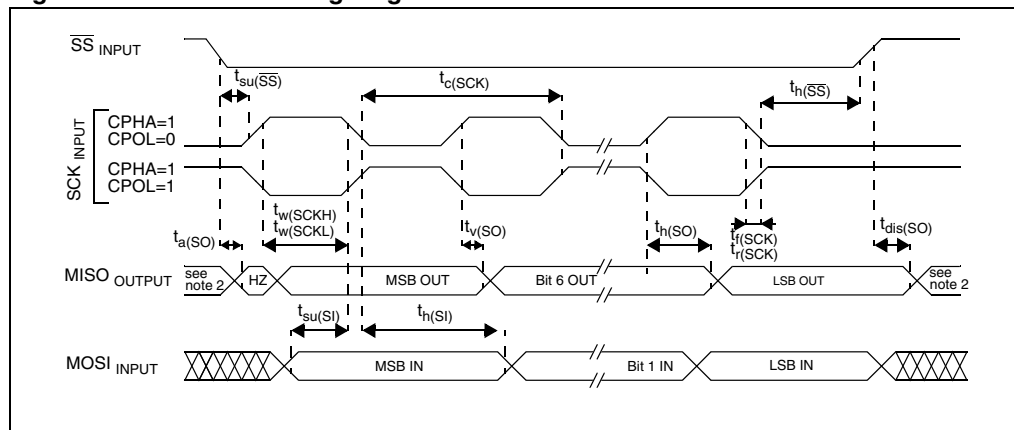 SS INPUT
tsu(SS)
tc(SCK)
th(SS)
SCK INPUT
CPHA=1
CPOL=0
CPHA=1
CPOL=1
tw(SCKH)
tw(SCKL)
ta(SO)
tv(SO)
th(SO)
tf(SCK)
tr(SCK)
tdis(SO)
MISO OUTPUT
see note 2
HZ
MSB OUT
Bit 6 OUT
LSB OUT
see note 2
tsu(SI)
th(SI)
MOSI INPUT
MSB IN
Bit 1 IN
LSB IN